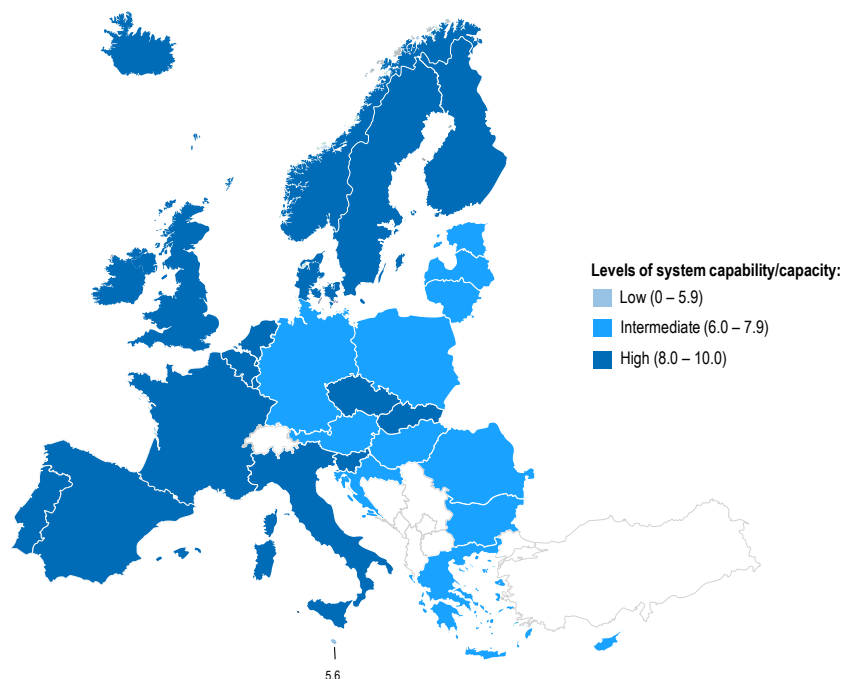 Levels of system capability/capacity:
Low (0 – 5.9)
Intermediate (6.0 – 7.9)
High (8.0 – 10.0)
5.6